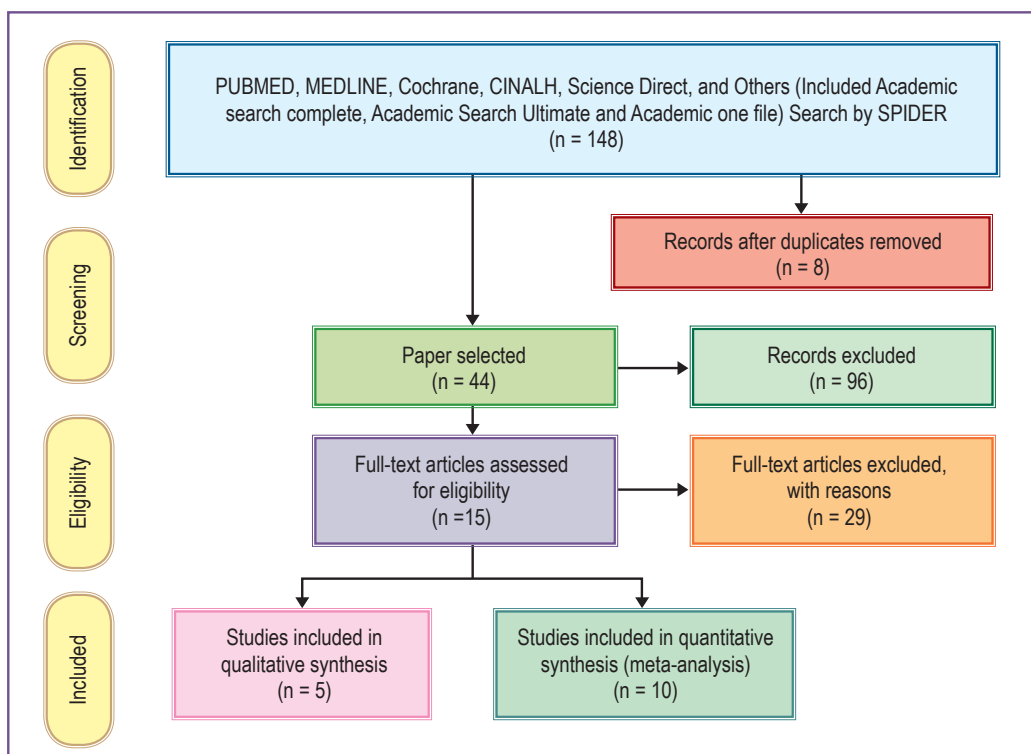 Identification
PUBMED, MEDLINE, Cochrane, CINALH, Science Direct, and Others (Included Academic
search complete, Academic Search Ultimate and Academic one file) Search by SPIDER
(n = 148)
Screening
Records after duplicates removed
(n = 8)
Paper selected
(n = 44)
Records excluded
(n = 96)
Eligibility
Full-text articles assessed
for eligibility
(n =15)
Full-text articles excluded,
with reasons
(n = 29)
Included
Studies included in
qualitative synthesis
(n = 5)
Studies included in quantitative
synthesis (meta-analysis)
(n = 10)